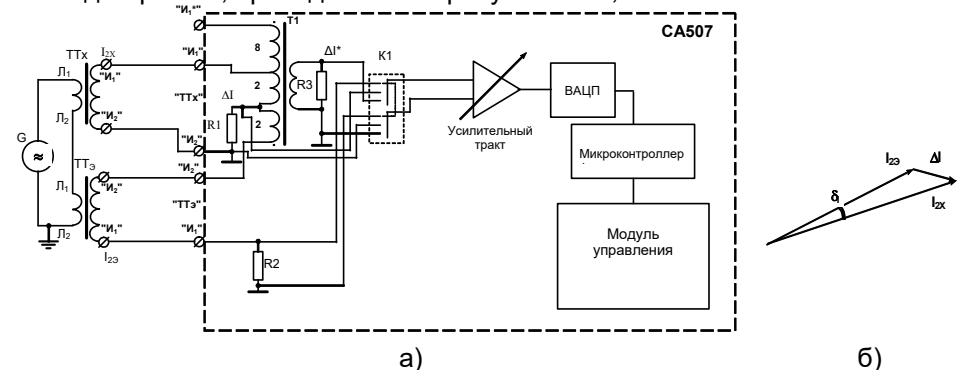 "И₁*"
Т1
СА507
8
ΔI*
К1
ТТх
I₂Х
"И₁"
Л₁
"И₁"
2
R3
"ТТх"
ΔI
ВАЦП
Л₂
"И₂"
R1
2
Усилительный
тракт
G
"И₂"
Микроконтроллер
I₂Э
ΔI
ТТэ
"И₂"
δᵢ
I₂Х
Л₁
"И₂"
"ТТэ"
Модуль
управления
"И₁"
"И₁"
Л₂
I₂Э
R2
а)
б)